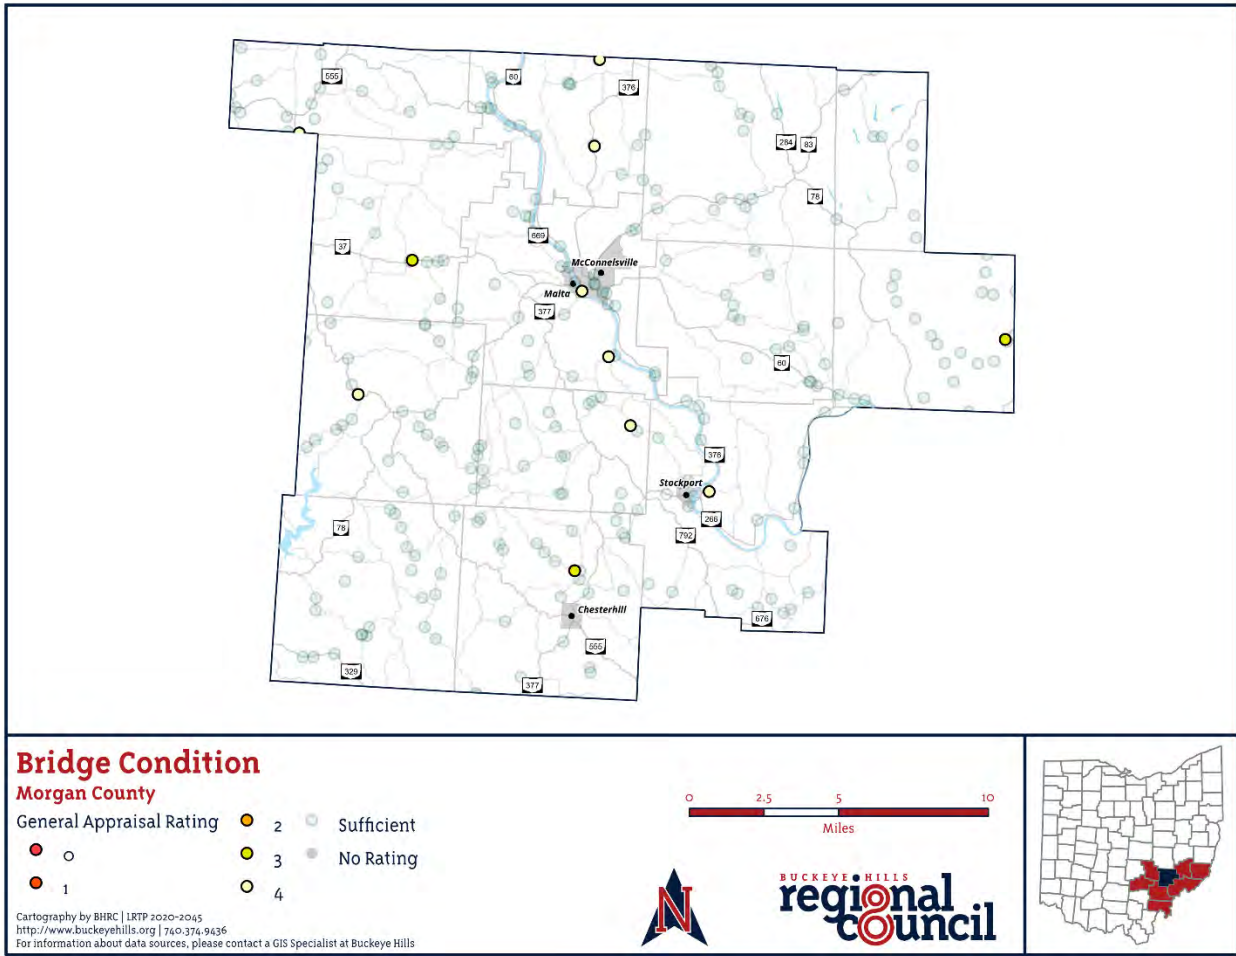 555
60
376
284
83
78
669
37
McConnelsville
Malta
377
60
376
Stockport
266
792
78
Chesterhill
676
555
329
377
Bridge Condition
Morgan County
General Appraisal Rating
0
1
2
3
4
Sufficient
No Rating
Cartography by BHRC | LRTP 2020-2045
http://www.buckeyehills.org | 740.374.9436
For information about data sources, please contact a GIS Specialist at Buckeye Hills
0 2.5 5 10
Miles
N
BUCKEYE HILLS
regional
council